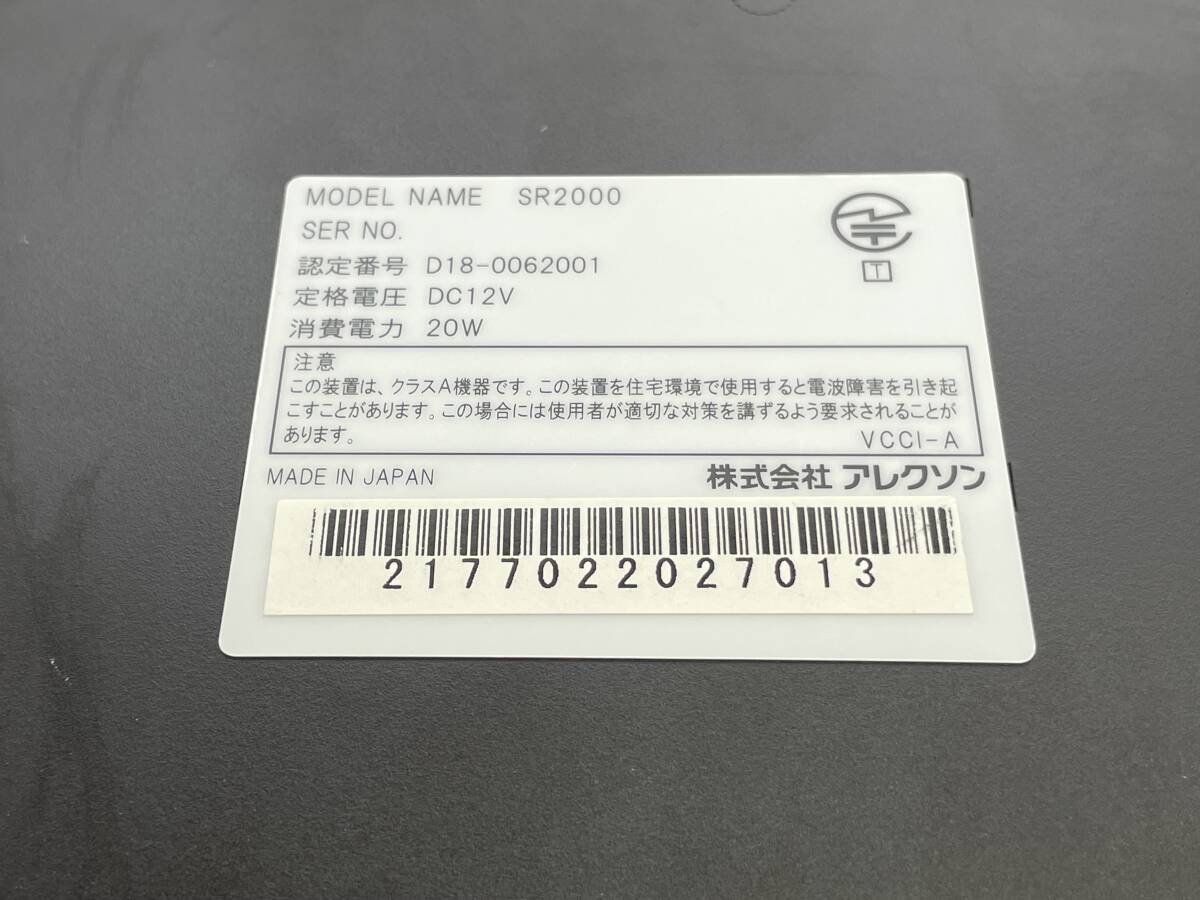 MODEL NAME SR2000
SER NO.
認定番号 D18-0062001
定格電圧 DC12V
消費電力 20W
T
注意
この装置は、クラスA機器です。この装置を住宅環境で使用すると電波障害を引き起
こすことがあります。この場合には使用者が適切な対策を講ずるよう要求されることが
あります。
VCCI-A
MADE IN JAPAN 株式会社 アレクソン
2177022027013